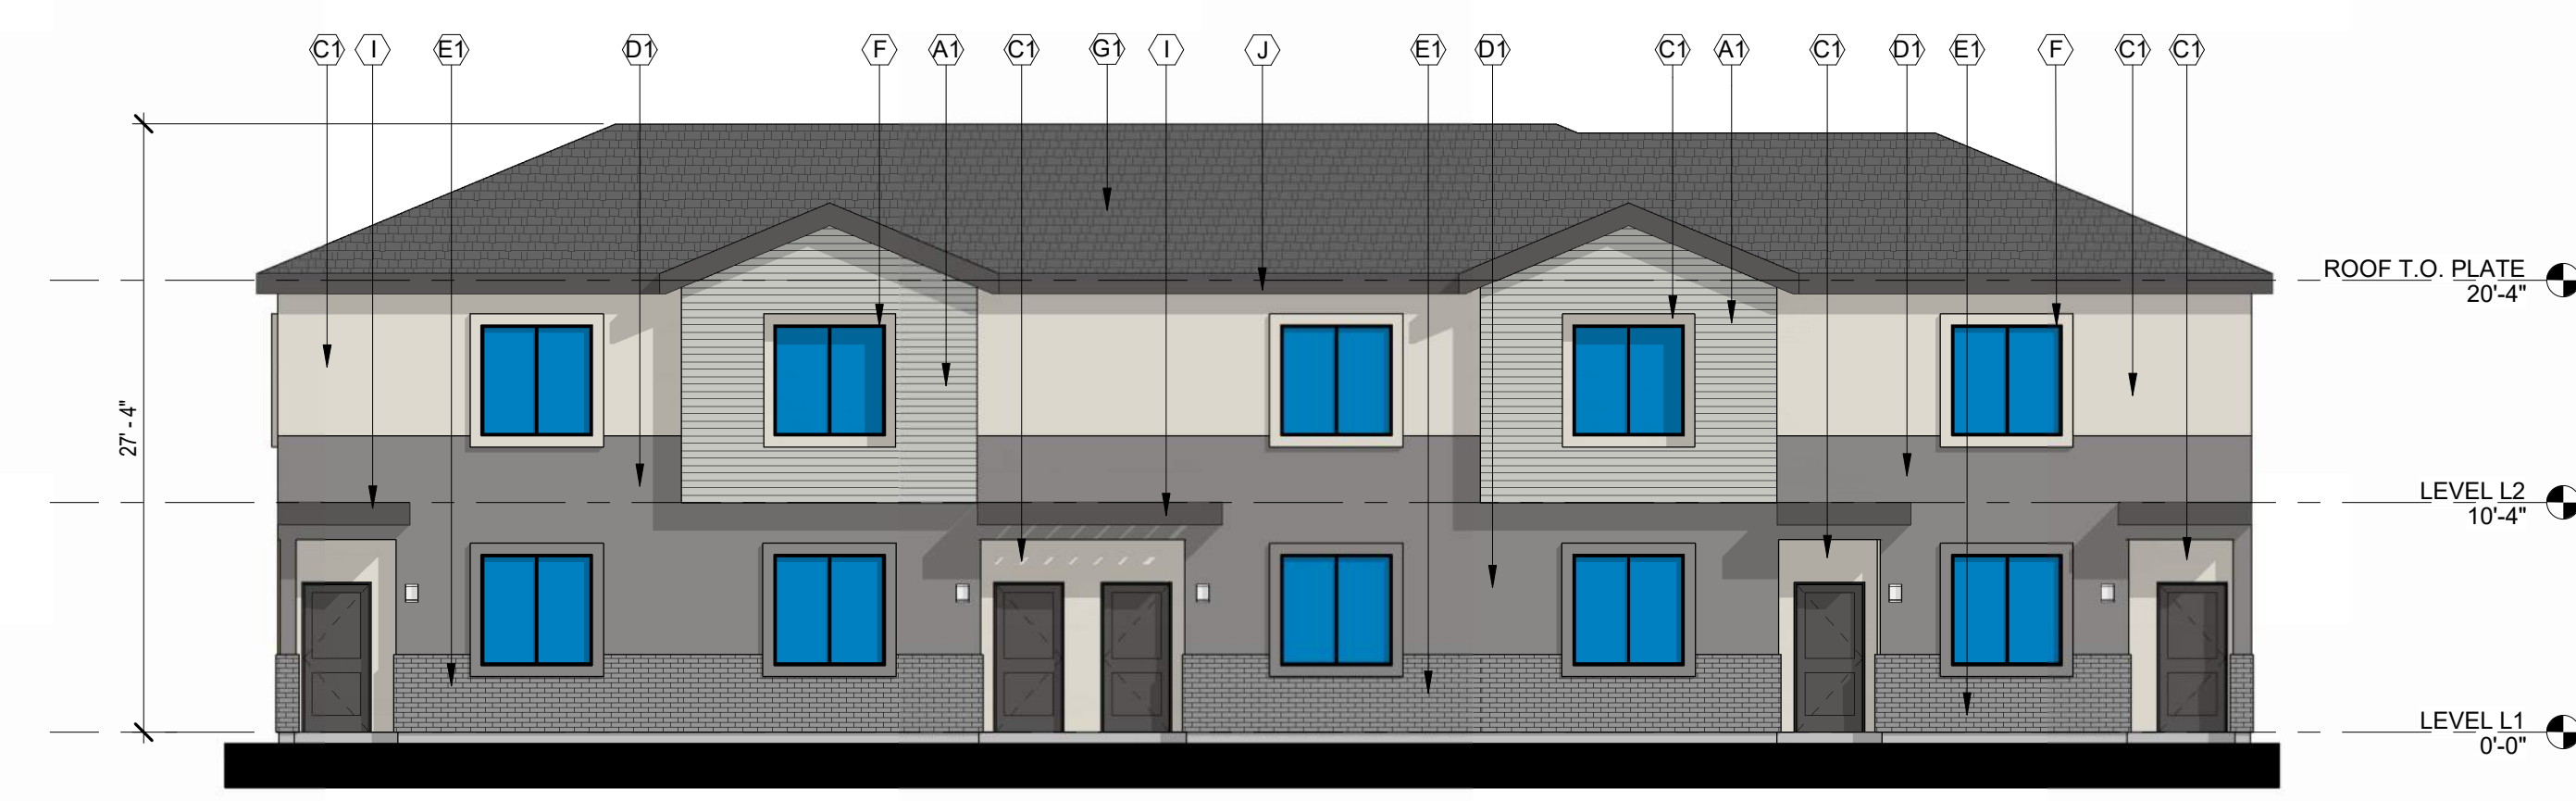 C1 I E1 D1 F A1 C1 G1 I J E1 D1 C1 A1 C1 D1 E1 F C1 C1
ROOF T.O. PLATE
20'-4"
27' - 4"
LEVEL L2
10'-4"
LEVEL L1
0'-0"